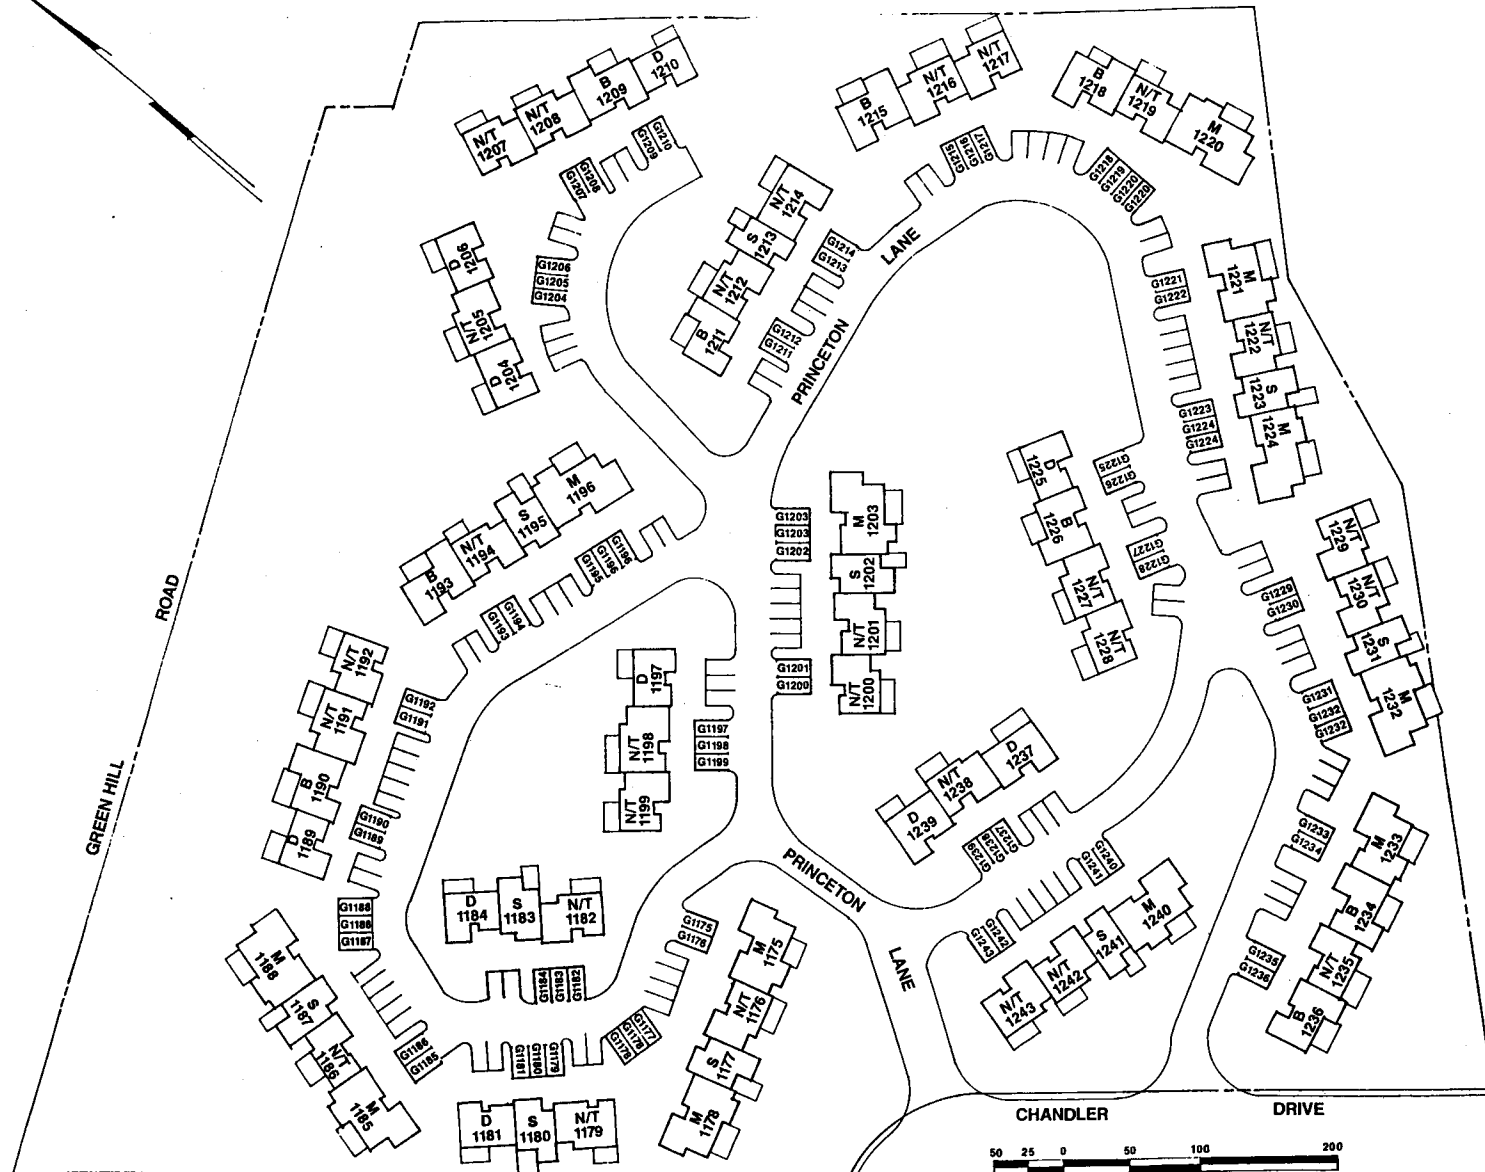 D
1210
B
1209
N/T
1208
N/T
1207
G1210
G1209
G1208
G1207
B
1215
N/T
1216
N/T
1217
G1215
G1216
G1217
B
1218
N/T
1219
M
1220
G1218
G1219
G1220
G1220
D
1206
N/T
1205
D
1204
G1206
G1205
G1204
N/T
1214
S
1213
N/T
1212
B
1211
G1214
G1213
G1212
G1211
PRINCETON
LANE
M
1221
N/T
1222
S
1223
M
1224
G1221
G1222
G1223
G1224
G1224
M
1196
S
1195
N/T
1194
B
1193
G1196
G1196
G1195
G1194
G1193
G1203
G1203
G1202
M
1203
S
1202
N/T
1201
N/T
1200
G1201
G1200
D
1225
B
1226
N/T
1227
N/T
1228
G1225
G1226
G1227
G1228
N/T
1229
N/T
1230
S
1231
M
1232
G1229
G1230
G1231
G1232
G1232
ROAD
GREEN HILL
N/T
1192
N/T
1191
B
1190
D
1189
G1192
G1191
G1190
G1189
D
1197
N/T
1198
N/T
1199
G1197
G1198
G1199
D
1237
N/T
1238
D
1239
G1237
G1238
G1239
G1240
G1241
G1242
G1243
M
1240
S
1241
N/T
1242
N/T
1243
M
1233
B
1234
N/T
1235
B
1236
G1233
G1234
G1235
G1236
PRINCETON
LANE
D
1184
S
1183
N/T
1182
G1184
G1183
G1182
G1188
G1188
G1187
M
1188
S
1187
N/T
1186
M
1185
G1186
G1185
G1175
G1176
M
1175
N/T
1176
S
1177
M
1178
G1177
G1178
G1178
G1181
G1180
G1179
D
1181
S
1180
N/T
1179
CHANDLER
DRIVE
50 25 0 50 100 200